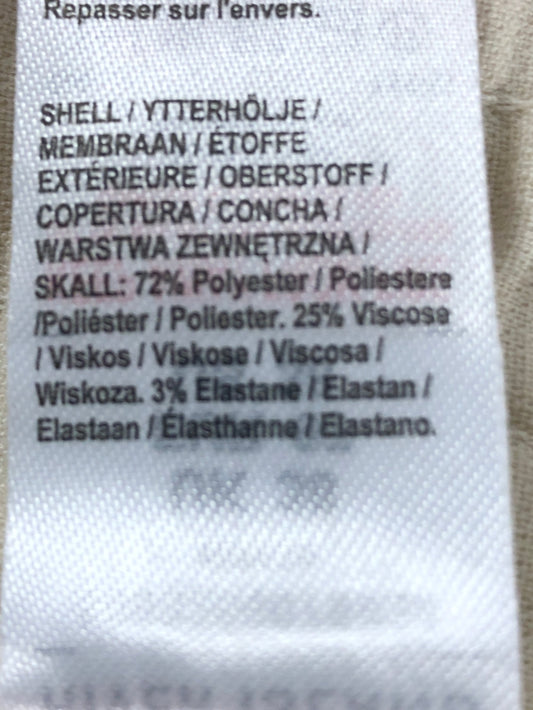 Repasser sur l'envers.
SHELL / YTTERHÖLJE /
MEMBRAAN / ÉTOFFE
EXTÉRIEURE / OBERSTOFF /
COPERTURA / CONCHA /
WARSTWA ZEWNĘTRZNA /
SKALL: 72% Polyester / Poliestere
/Poliéster / Poliester. 25% Viscose
/ Viskos / Viskose / Viscosa /
Wiskoza. 3% Elastane / Elastan /
Elastaan / Élasthanne / Elastano.